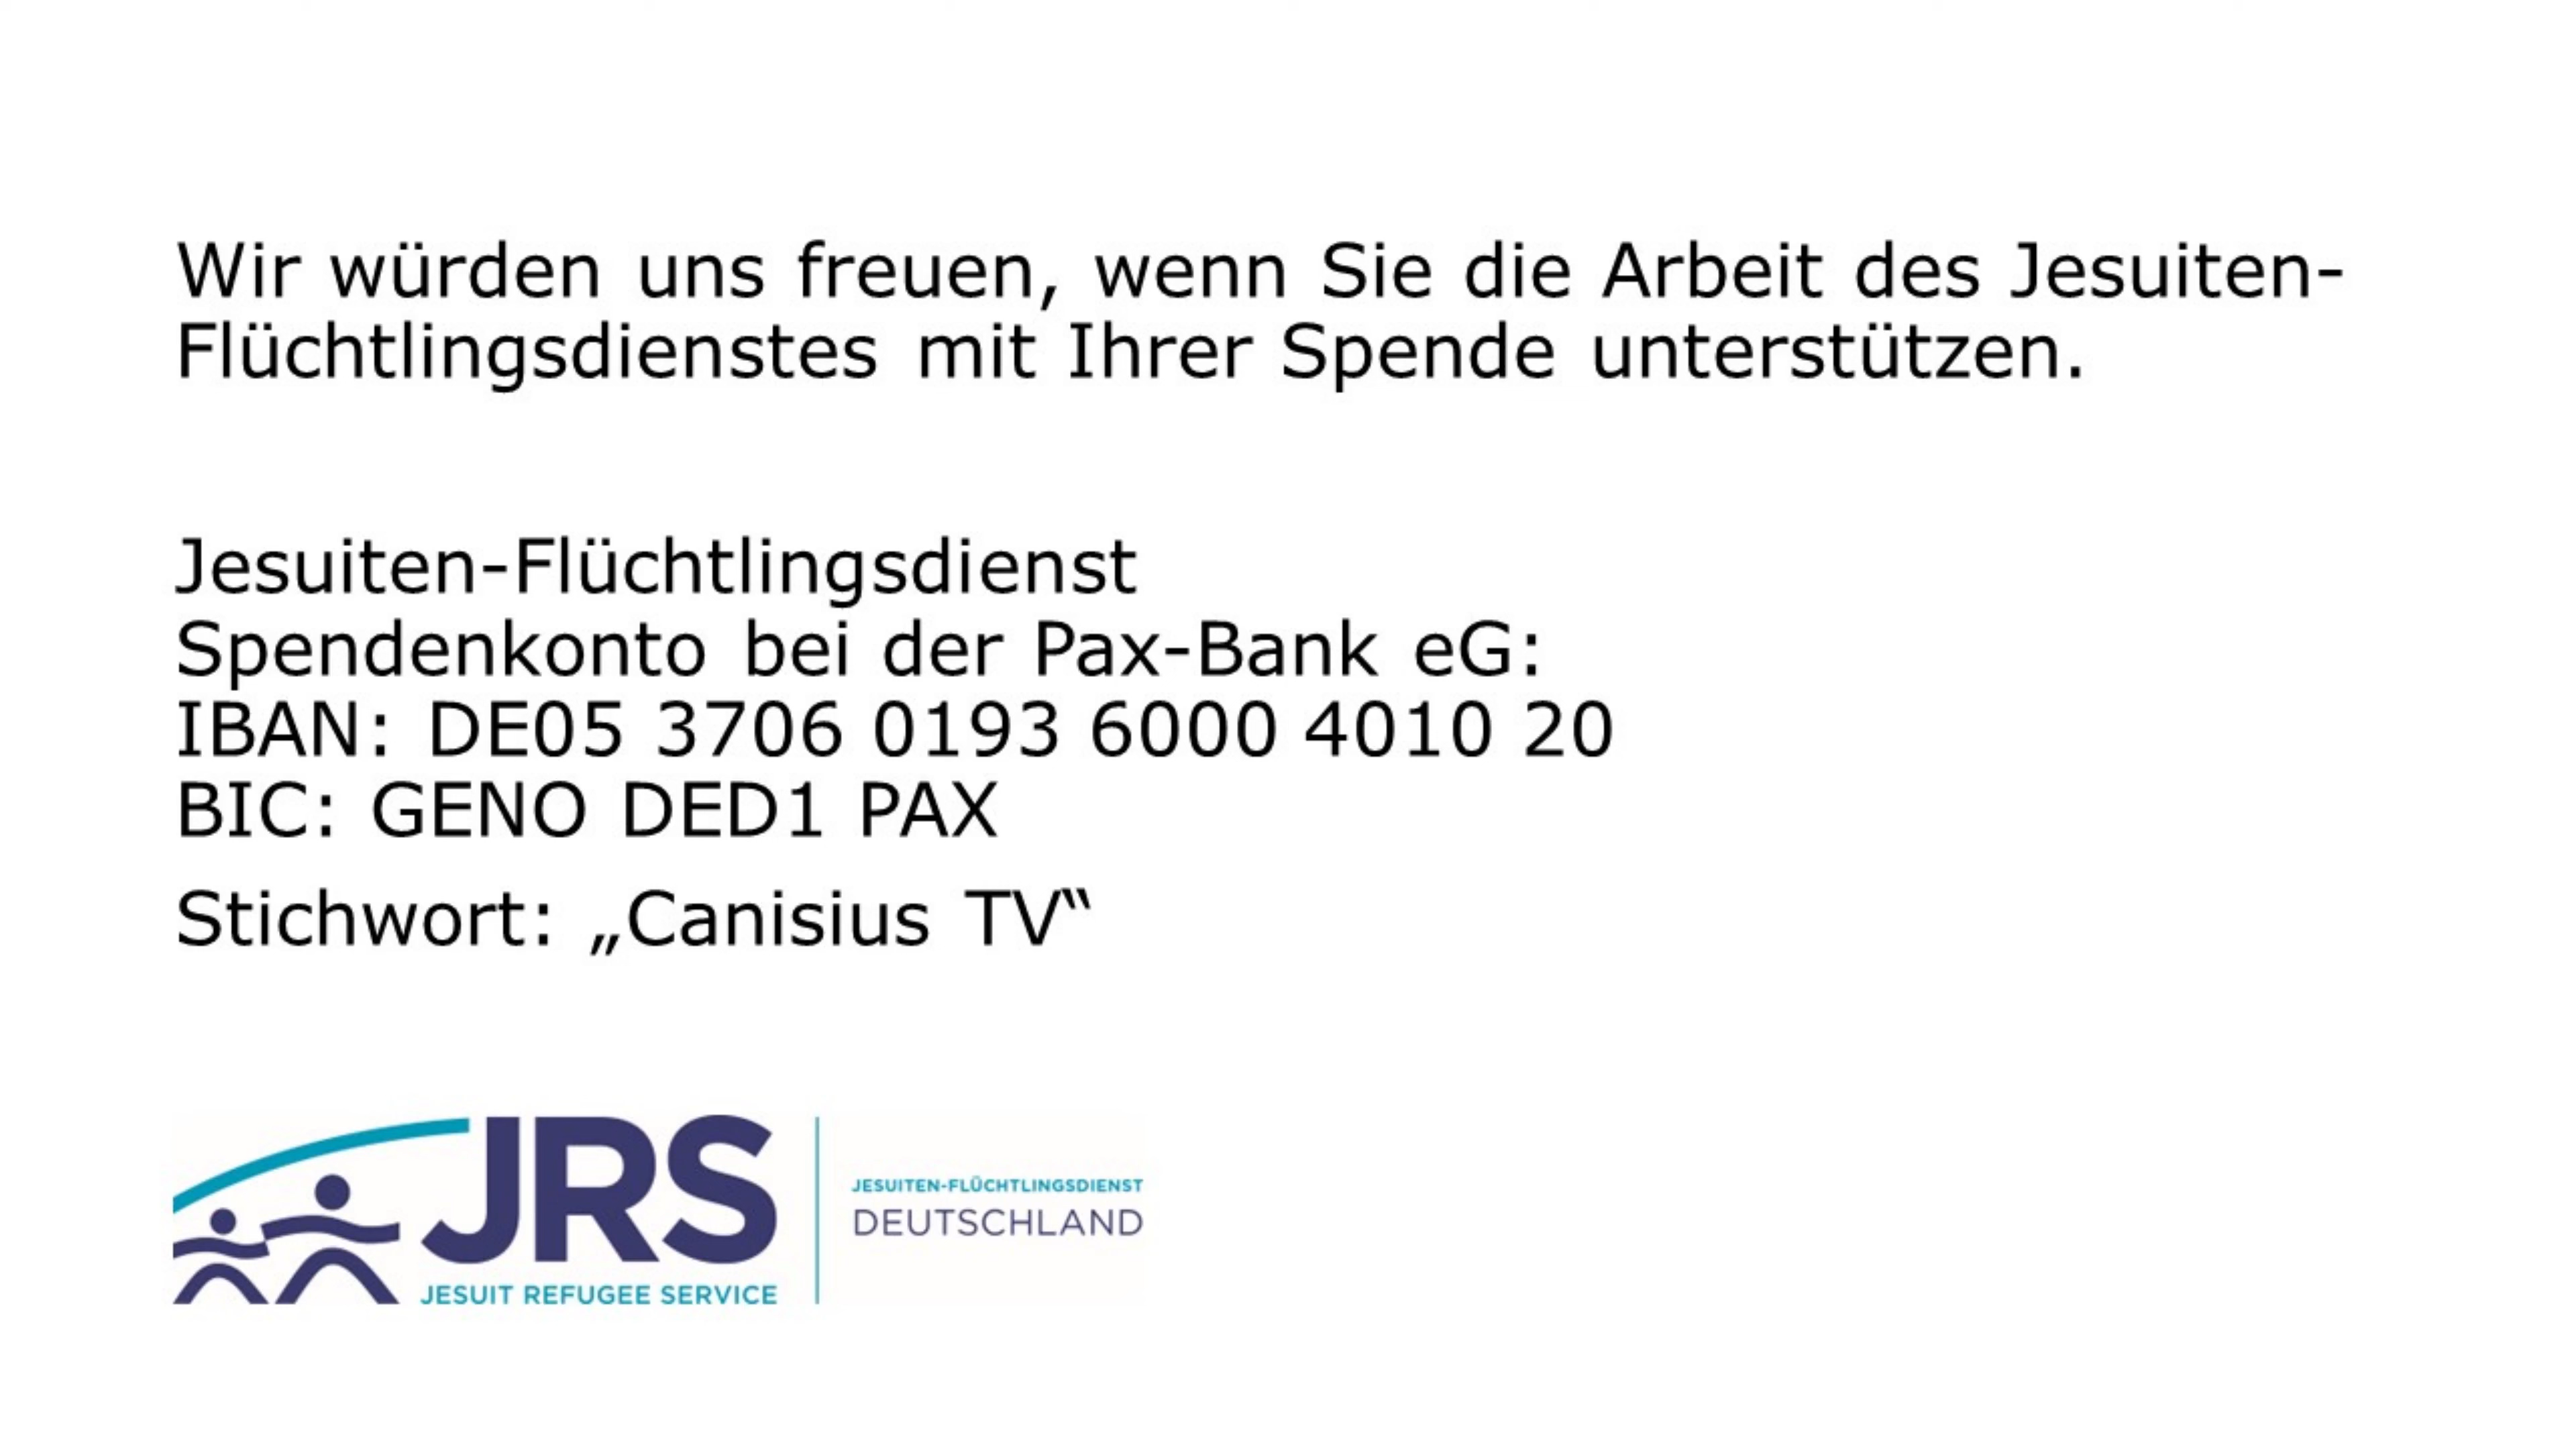 Wir würden uns freuen, wenn Sie die Arbeit des Jesuiten-
Flüchtlingsdienstes mit Ihrer Spende unterstützen.
Jesuiten-Flüchtlingsdienst
Spendenkonto bei der Pax-Bank eG:
IBAN: DE05 3706 0193 6000 4010 20
BIC: GENO DED1 PAX
Stichwort: „Canisius TV“
JRS
JESUIT REFUGEE SERVICE
JESUITEN-FLÜCHTLINGSDIENST
DEUTSCHLAND